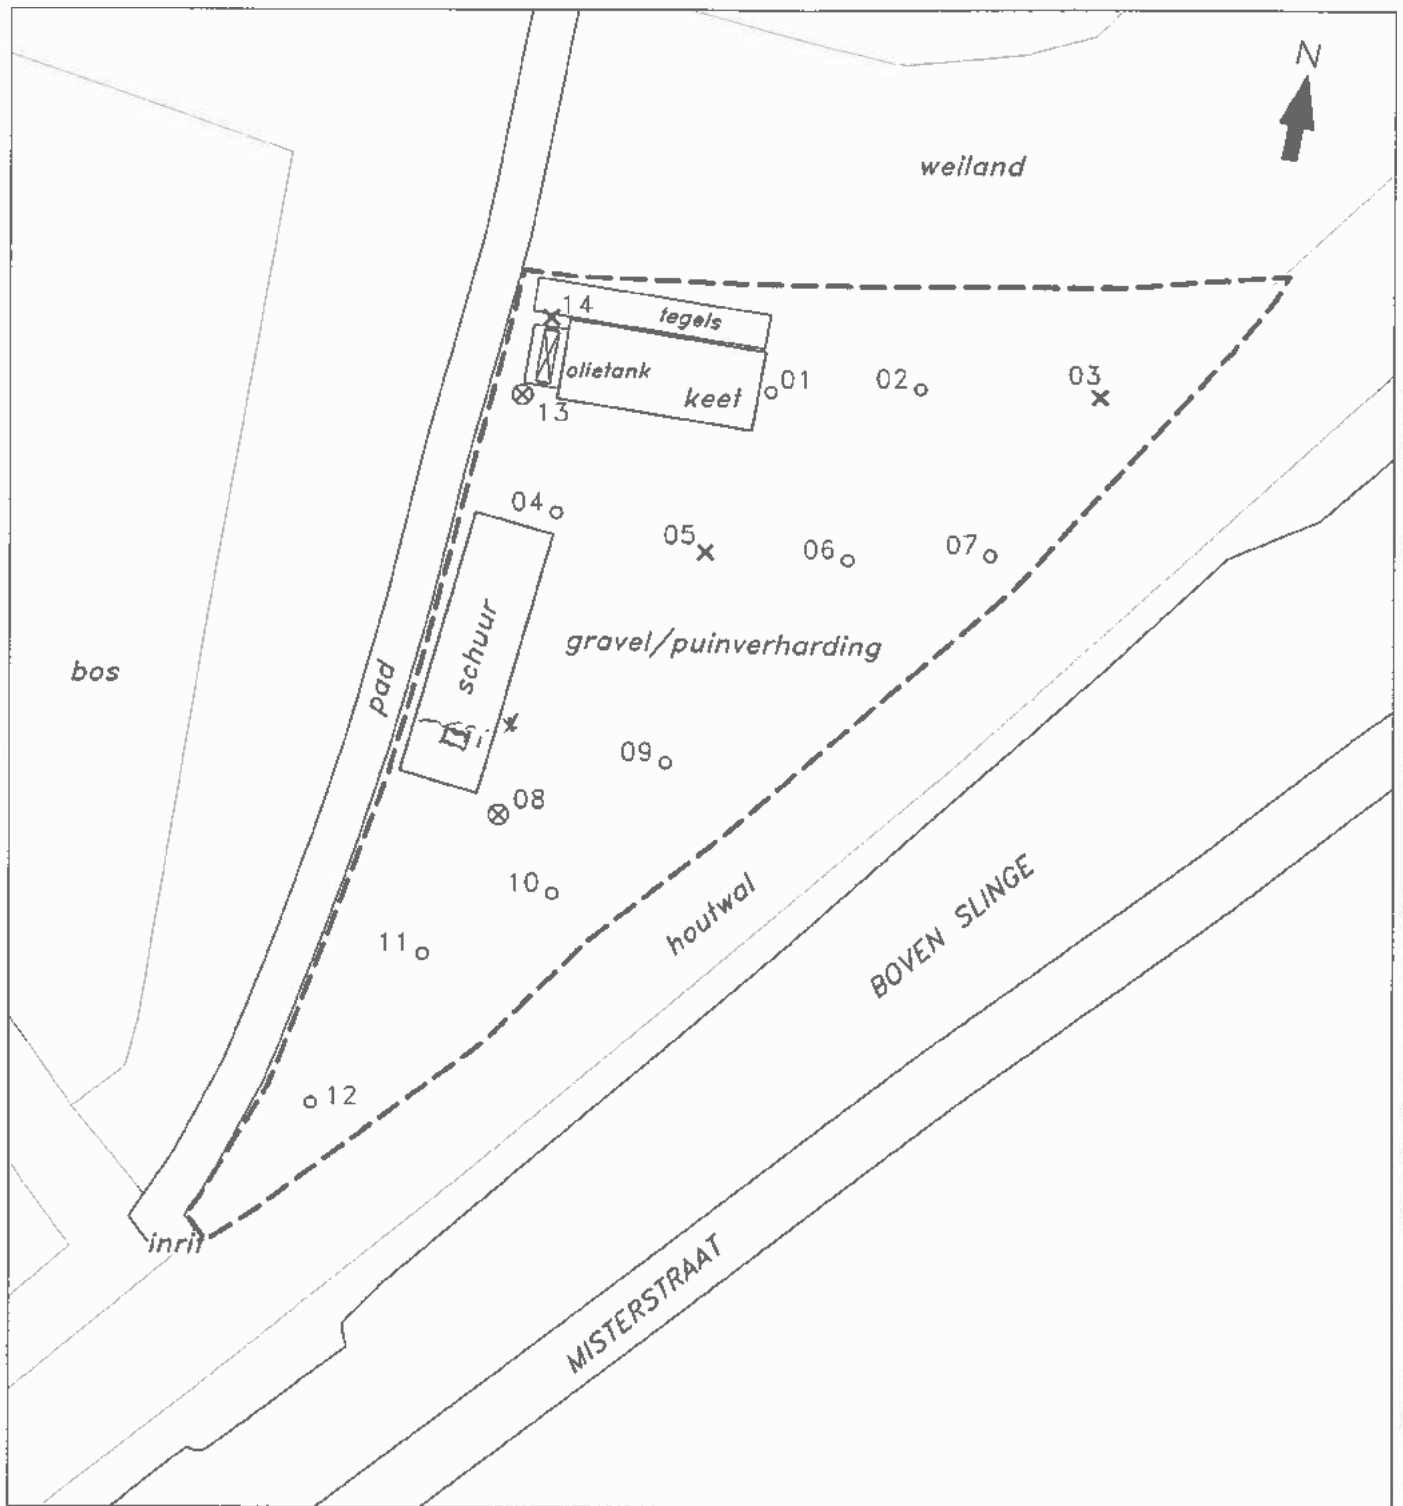 N
weiland
14
tegels
olietank
keet
01
02
03
13
04
05
06
07
gravel/puinverharding
schuur
pad
bos
09
08
10
houtwal
11
BOVEN SLINGE
12
inrit
MISTERSTRAAT